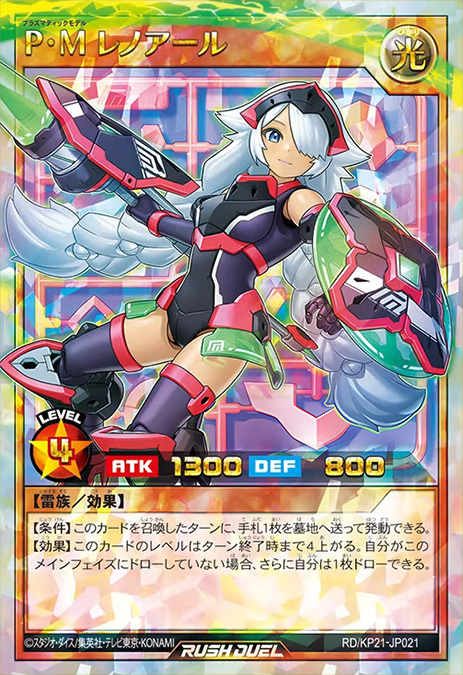 プラズマティックモデル
P・M レノアール
ひかり
光
LEVEL
4
ATK 1300 DEF 800
【雷族／効果】
【条件】このカードを召喚したターンに、手札1枚を墓地へ送って発動できる。
【効果】このカードのレベルはターン終了時まで4上がる。自分がこの
メインフェイズにドローしていない場合、さらに自分は1枚ドローできる。
©スタジオ・ダイス/集英社・テレビ東京・KONAMI
RUSH DUEL
RD/KP21-JP021